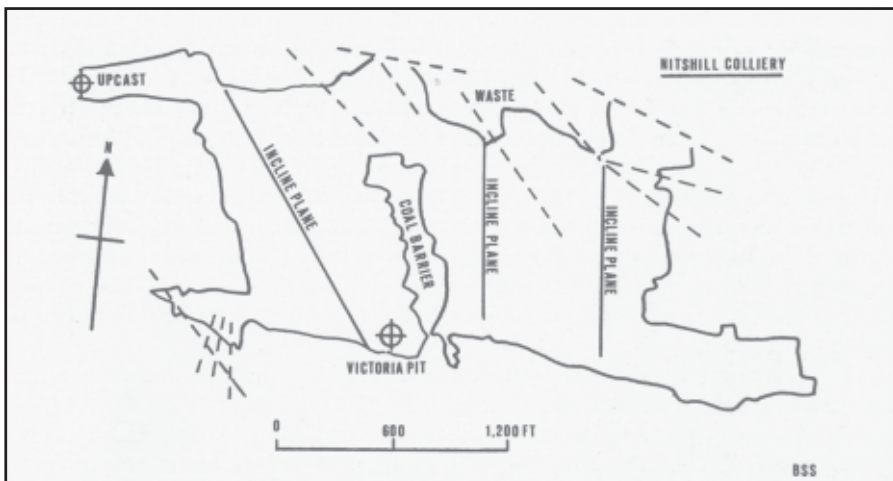 NITSHILL COLLIERY
UPCAST
WASTE
N
INCLINE PLANE
COAL BARRIER
INCLINE PLANE
INCLINE PLANE
VICTORIA PIT
0 600 1,200 FT
BSS